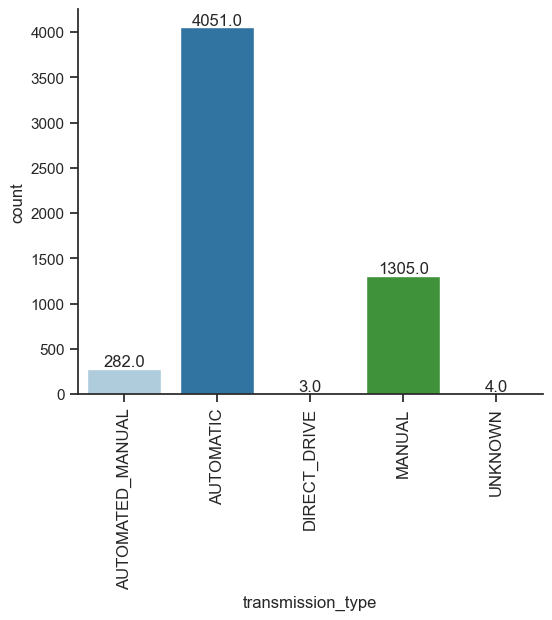 4051.0
4000
3500
3000
2500
2000
1500
1000
500
0
count
282.0
3.0
1305.0
4.0
AUTOMATED_MANUAL
AUTOMATIC
DIRECT_DRIVE
MANUAL
UNKNOWN
transmission_type